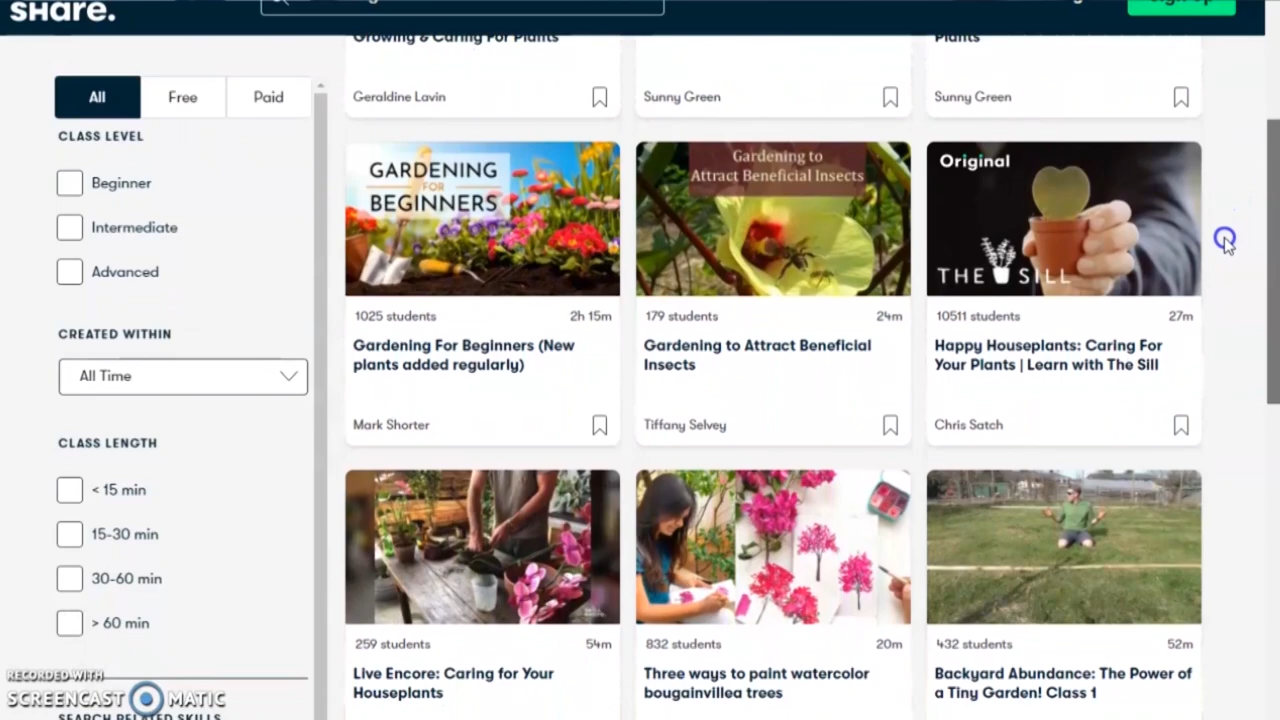 SHARE.
Sign Up
Growing & Caring For Plants
Plants
Geraldine Lavin
Sunny Green
Sunny Green
All
Free
Paid
CLASS LEVEL
Beginner
Intermediate
Advanced
CREATED WITHIN
All Time
CLASS LENGTH
< 15 min
15-30 min
30-60 min
> 60 min
SEARCH RELATED SKILLS
GARDENING
FOR
BEGINNERS
1025 students
2h 15m
Gardening For Beginners (New
plants added regularly)
Mark Shorter
Gardening to
Attract Beneficial Insects
179 students
24m
Gardening to Attract Beneficial
Insects
Tiffany Selvey
Original
THE SILL
10511 students
27m
Happy Houseplants: Caring For
Your Plants | Learn with The Sill
Chris Satch
259 students
54m
Live Encore: Caring for Your
Houseplants
832 students
20m
Three ways to paint watercolor
bougainvillea trees
432 students
52m
Backyard Abundance: The Power of
a Tiny Garden! Class 1
RECORDED WITH
SCREENCAST MATIC